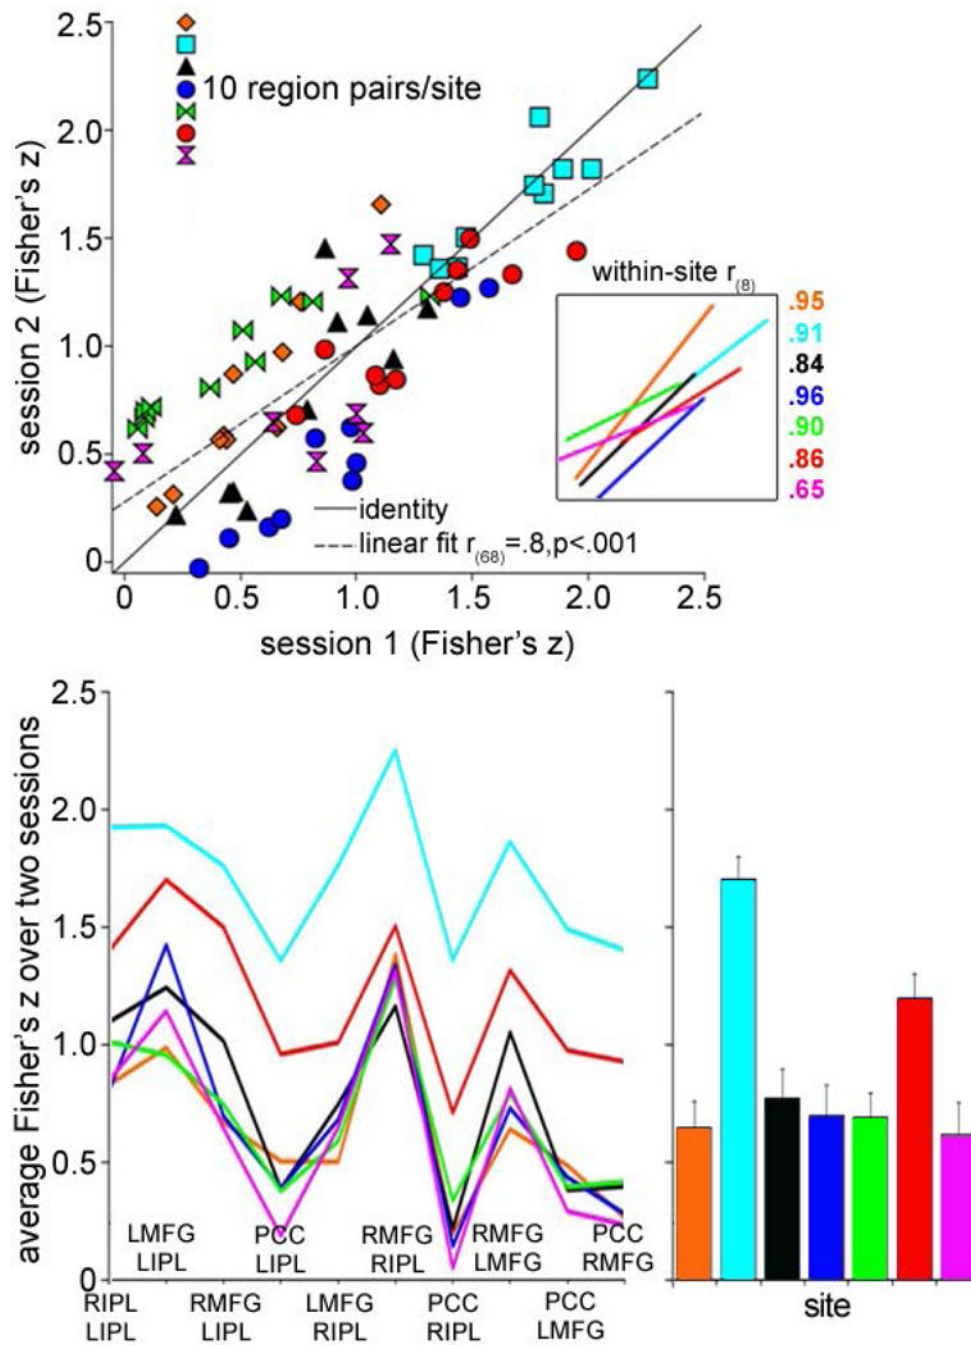 2.5
2.0
1.5
1.0
0.5
0
session 2 (Fisher's z)
10 region pairs/site
within-site r(8)
.95
.91
.84
.96
.90
.86
.65
identity
linear fit r(68)=.8,p<.001
0 0.5 1.0 1.5 2.0 2.5
session 1 (Fisher's z)
2.5
2.0
1.5
1.0
0.5
0
average Fisher's z over two sessions
LMFG PCC RMFG RMFG PCC
LIPL LIPL RIPL LMFG RMFG
RIPL RMFG LMFG PCC PCC
LIPL LIPL RIPL RIPL LMFG
site